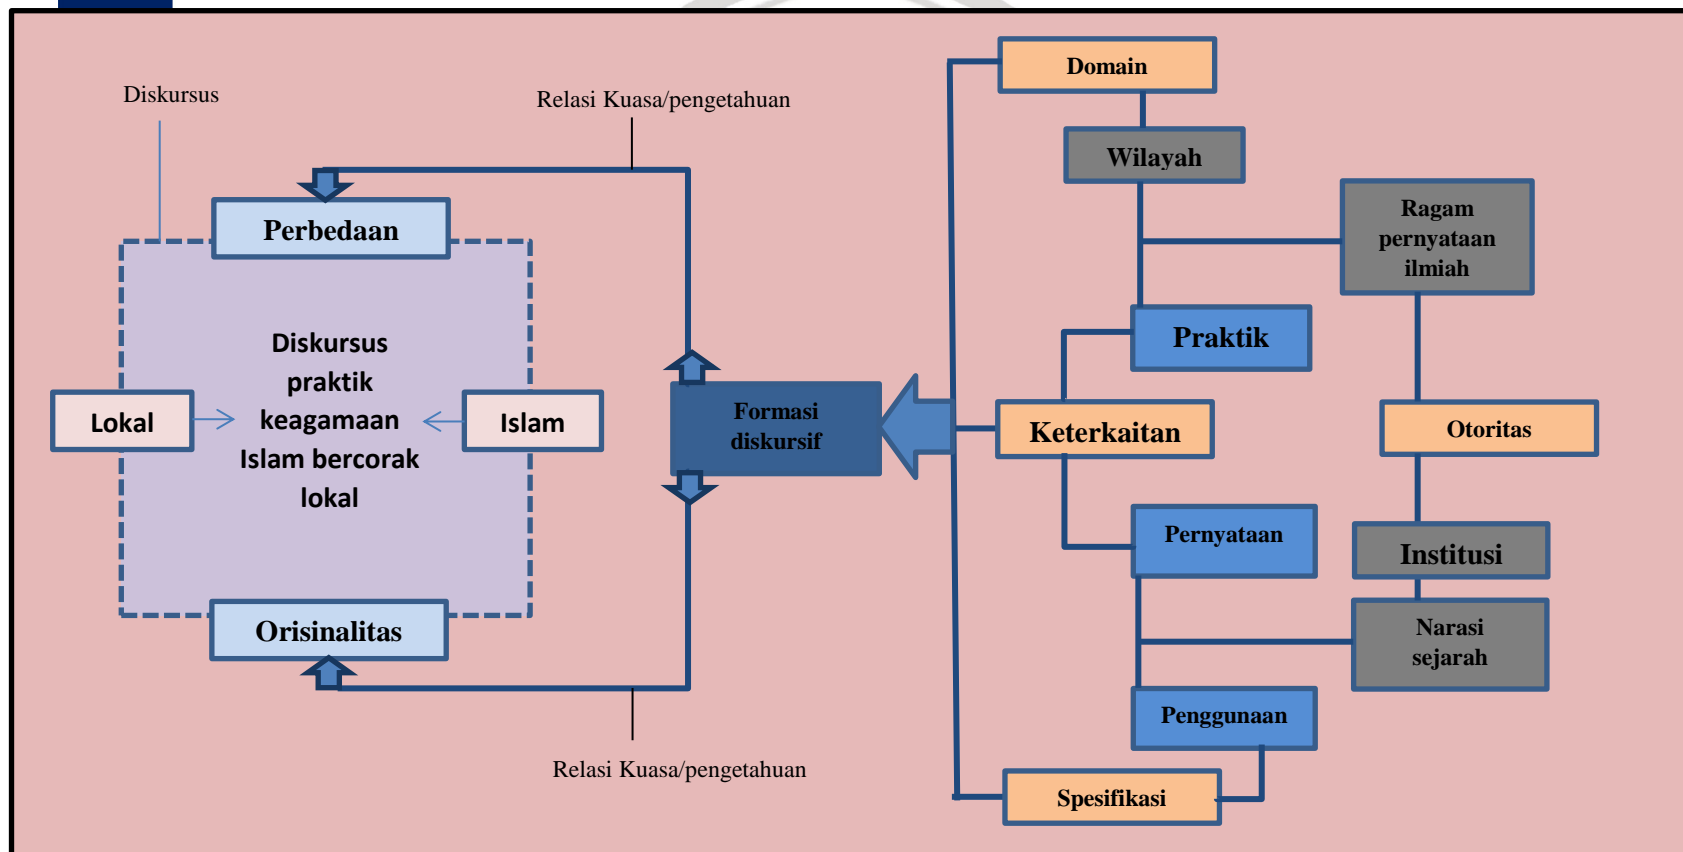 Diskursus
Relasi Kuasa/pengetahuan
Perbedaan
Diskursus
praktik
keagamaan
Islam bercorak
lokal
Lokal
Islam
Orisinalitas
Relasi Kuasa/pengetahuan
Formasi
diskursif
Domain
Wilayah
Ragam
pernyataan
ilmiah
Praktik
Keterkaitan
Otoritas
Pernyataan
Institusi
Narasi
sejarah
Penggunaan
Spesifikasi